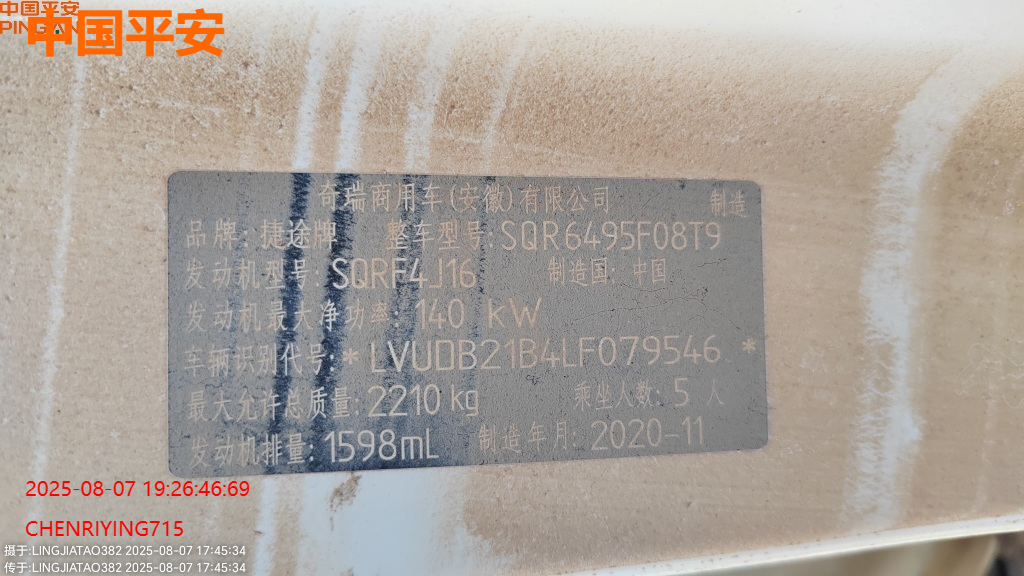 中国平安
PINGAN
中国平安
奇瑞商用车(安徽)有限公司 制造
品牌: 捷途牌 整车型号: SQR6495F08T9
发动机型号: SQRF4J16 制造国: 中国
发动机最大净功率: 140 kW
车辆识别代号: * LVUDB21B4LF079546 *
最大允许总质量: 2210 kg 乘坐人数: 5 人
发动机排量: 1598mL 制造年月: 2020-11
2025-08-07 19:26:46:69
CHENRIYING715
摄于:LINGJIATAO382 2025-08-07 17:45:34
传于:LINGJIATAO382 2025-08-07 17:45:34